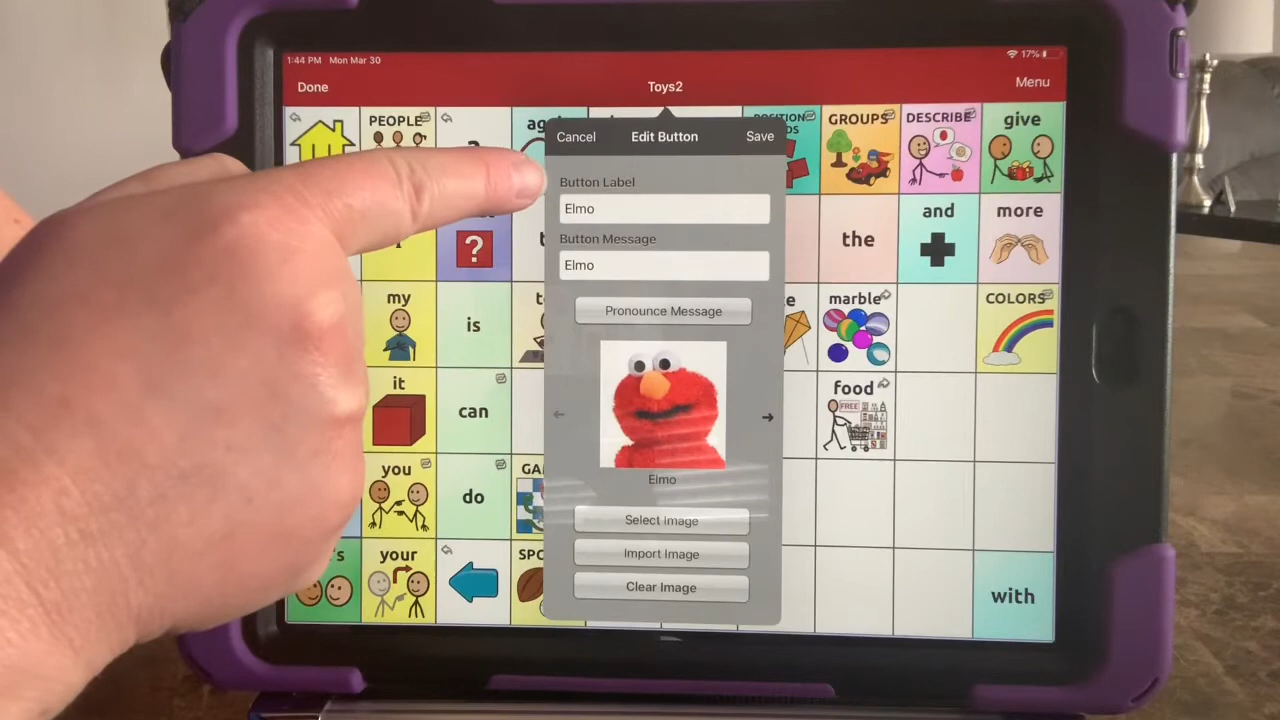 1:44 PM Mon Mar 30
17%
Done
Toys2
Menu
PEOPLE
GROUPS
DESCRIBE
give
Cancel
Edit Button
Save
Button Label
Elmo
Button Message
Elmo
?
the
and
more
Pronounce Message
my
is
marble
COLORS
it
can
food
FREE
Elmo
you
do
Select Image
Import Image
Clear Image
your
with